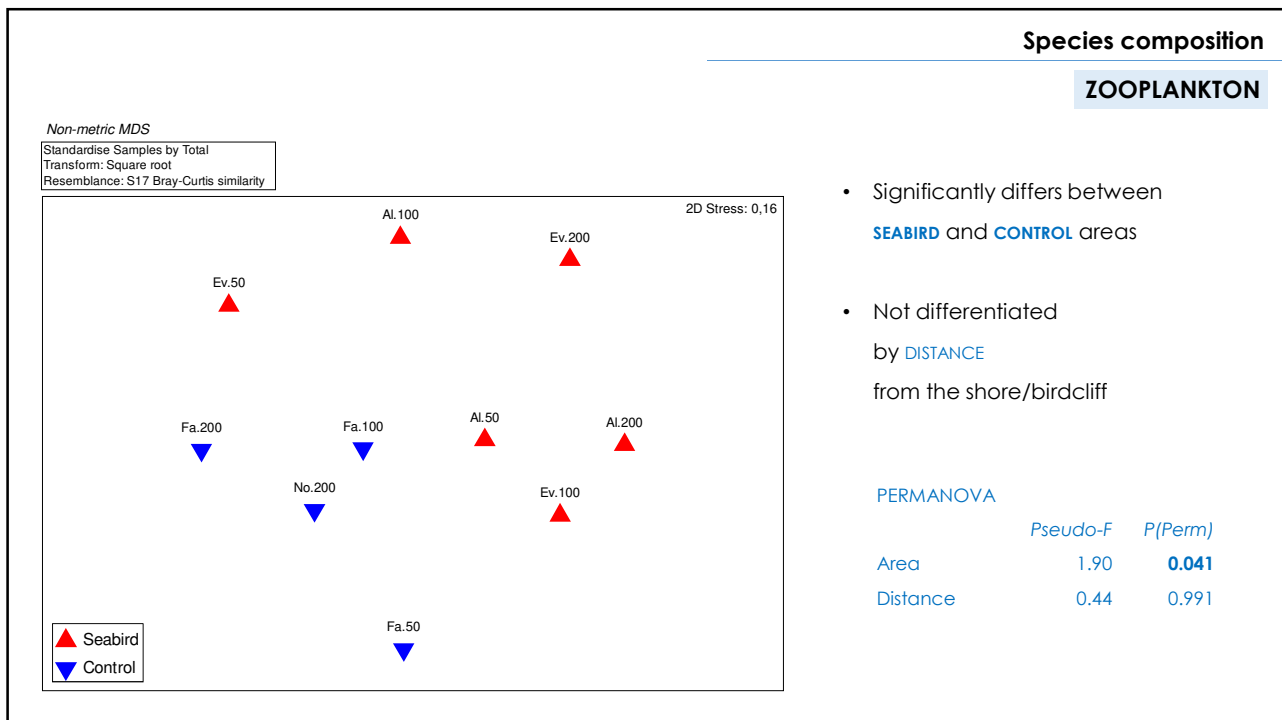 Species composition
ZOOPLANKTON
Non-metric MDS
Standardise Samples by Total
Transform: Square root
Resemblance: S17 Bray-Curtis similarity
2D Stress: 0,16
Al.100
Ev.200
Ev.50
Fa.200
Fa.100
Al.50
Al.200
No.200
Ev.100
Fa.50
Seabird
Control
• Significantly differs between
SEABIRD and CONTROL areas
• Not differentiated
by DISTANCE
from the shore/birdcliff
PERMANOVA
Pseudo-F P(Perm)
Area 1.90 0.041
Distance 0.44 0.991